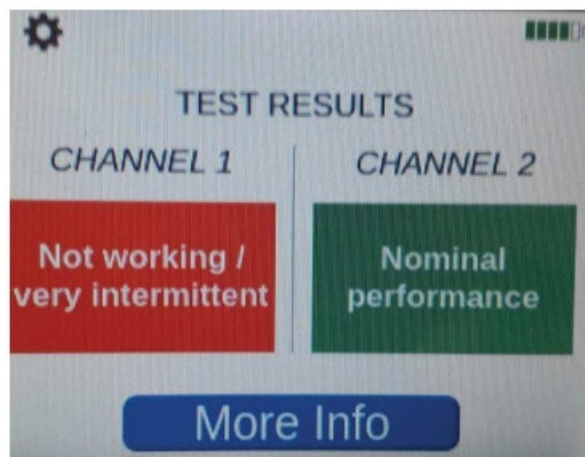 TEST RESULTS
CHANNEL 1
CHANNEL 2
Not working /
very intermittent
Nominal
performance
More Info